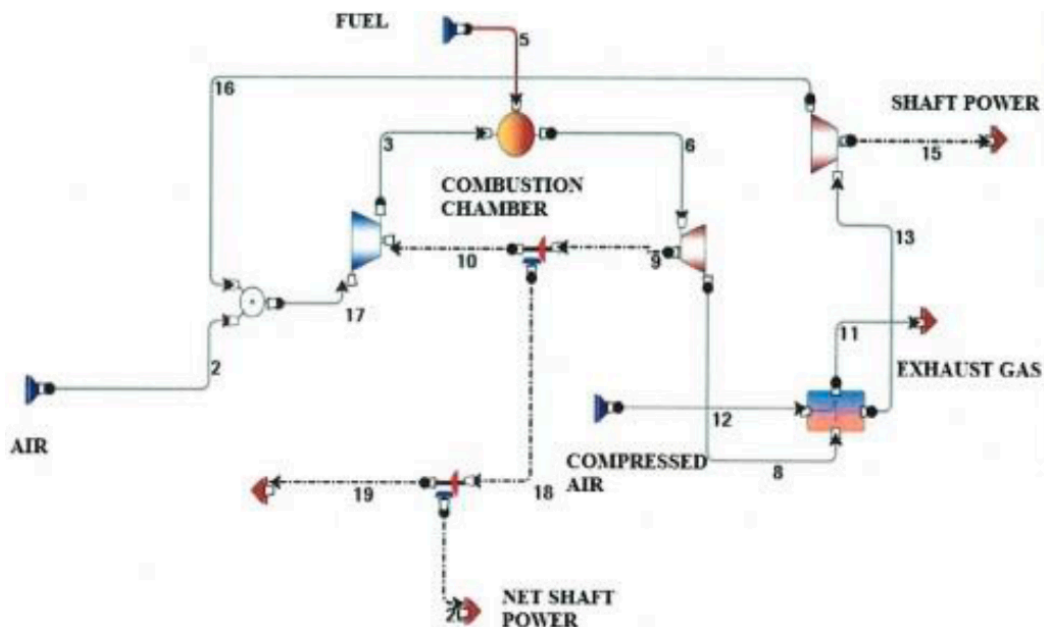 FUEL
5
16
SHAFT POWER
3
6
15
COMBUSTION
CHAMBER
13
10
9
17
11
2
EXHAUST GAS
12
AIR
COMPRESSED
AIR
8
19
18
NET SHAFT
POWER